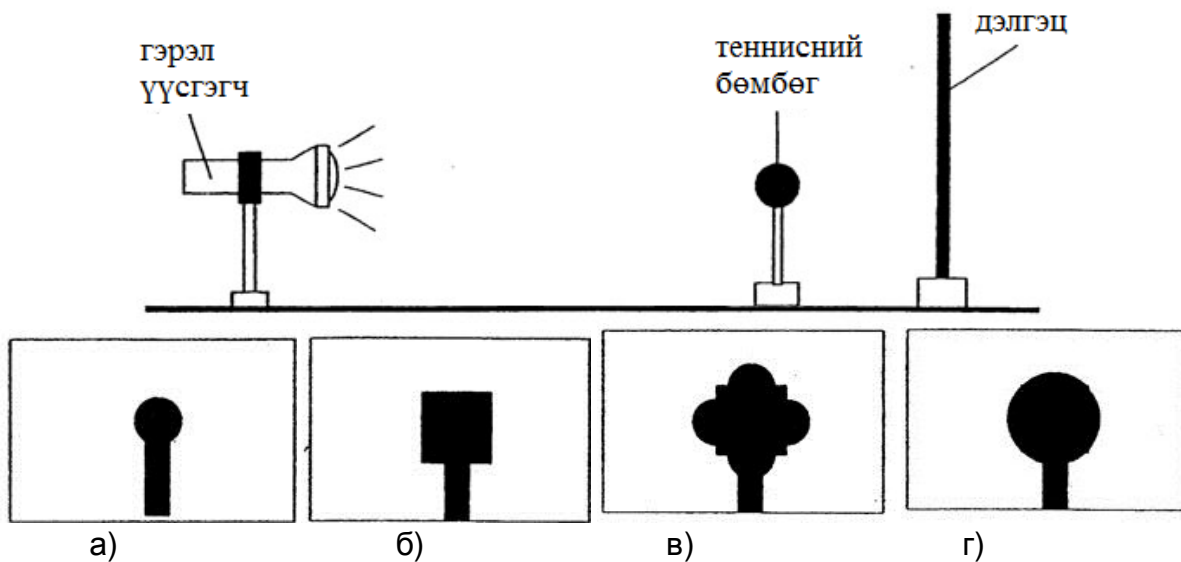 гэрэл
үүсгэгч
теннисний
бөмбөг
дэлгэц
а)
б)
в)
г)